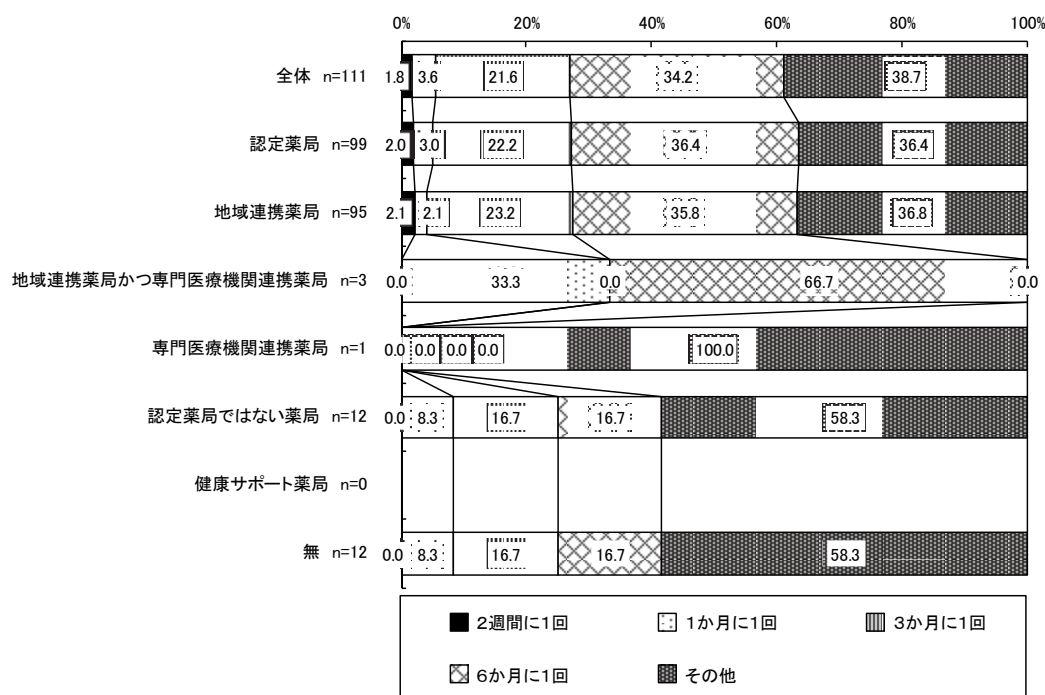 0% 20% 40% 60% 80% 100%
全体 n=111 1.8 3.6 21.6 34.2 38.7
認定薬局 n=99 2.0 3.0 22.2 36.4 36.4
地域連携薬局 n=95 2.1 2.1 23.2 35.8 36.8
地域連携薬局かつ専門医療機関連携薬局 n=3 0.0 33.3 0.0 66.7 0.0
専門医療機関連携薬局 n=1 0.0 0.0 0.0 0.0 100.0
認定薬局ではない薬局 n=12 0.0 8.3 16.7 16.7 58.3
健康サポート薬局 n=0
無 n=12 0.0 8.3 16.7 16.7 58.3
2週間に1回 1か月に1回 3か月に1回
6か月に1回 その他